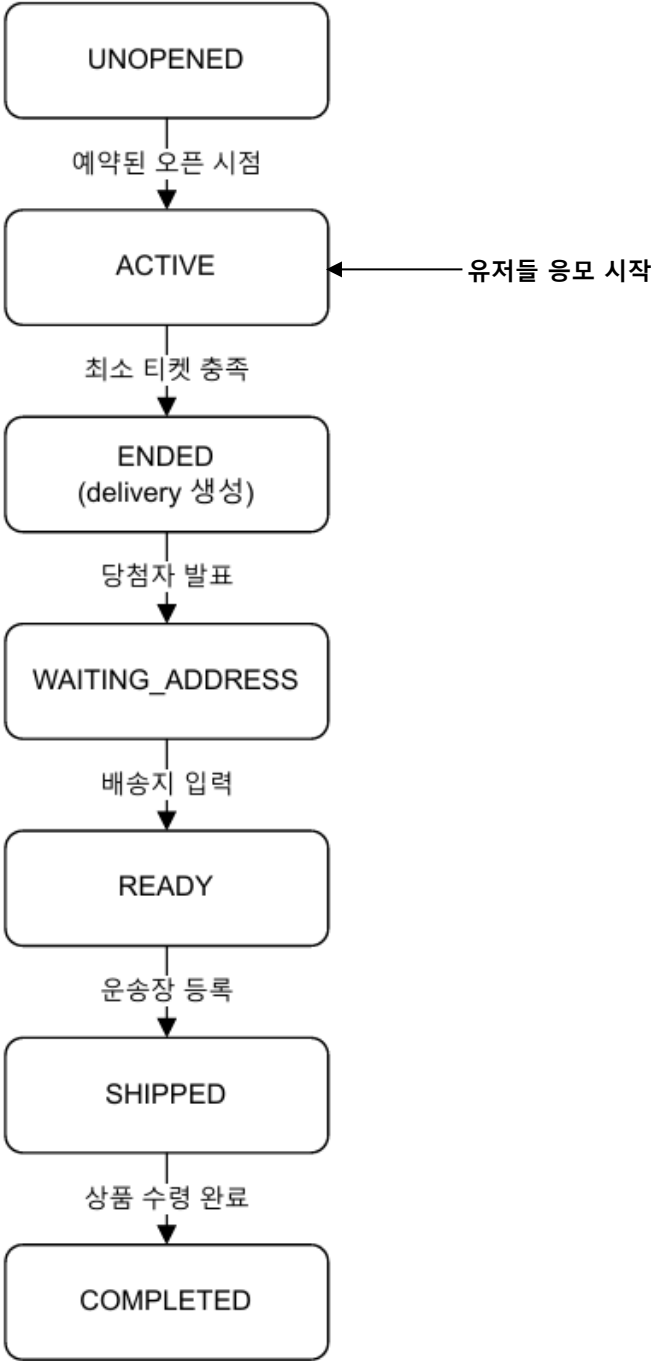 UNOPENED
예약된 오픈 시점
ACTIVE
유저들 응모 시작
최소 티켓 충족
ENDED
(delivery 생성)
당첨자 발표
WAITING_ADDRESS
배송지 입력
READY
운송장 등록
SHIPPED
상품 수령 완료
COMPLETED